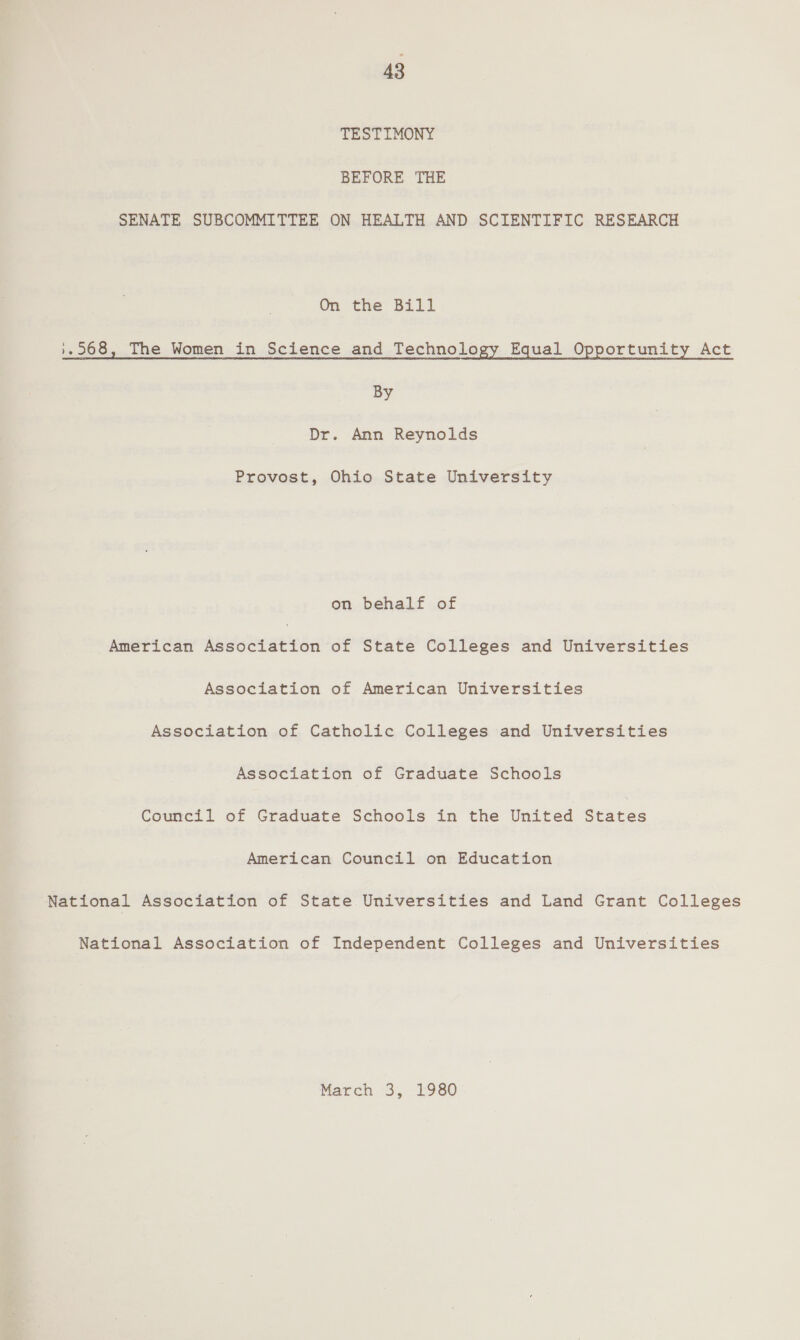 43
TESTIMONY
BEFORE THE
SENATE SUBCOMMITTEE ON HEALTH AND SCIENTIFIC RESEARCH
On the Bill
.568, The Women in Science and Technology Equal Opportunity Act
By
Dr. Ann Reynolds
Provost, Ohio State University
on behalf of
American Association of State Colleges and Universities
Association of American Universities
Association of Catholic Colleges and Universities
Association of Graduate Schools
Council of Graduate Schools in the United States
American Council on Education
National Association of State Universities and Land Grant Colleges
National Association of Independent Colleges and Universities
March 3, 1980